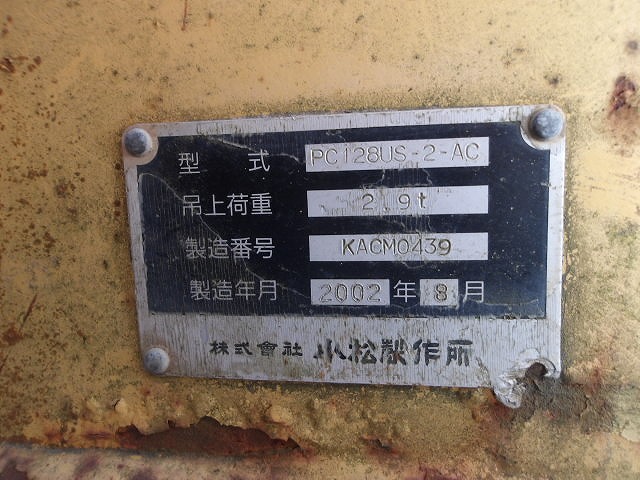 型式 PC128US-2-AC
吊上荷重 2.9t
製造番号 KACM0439
製造年月 2002年8月
株式會社 小松製作所